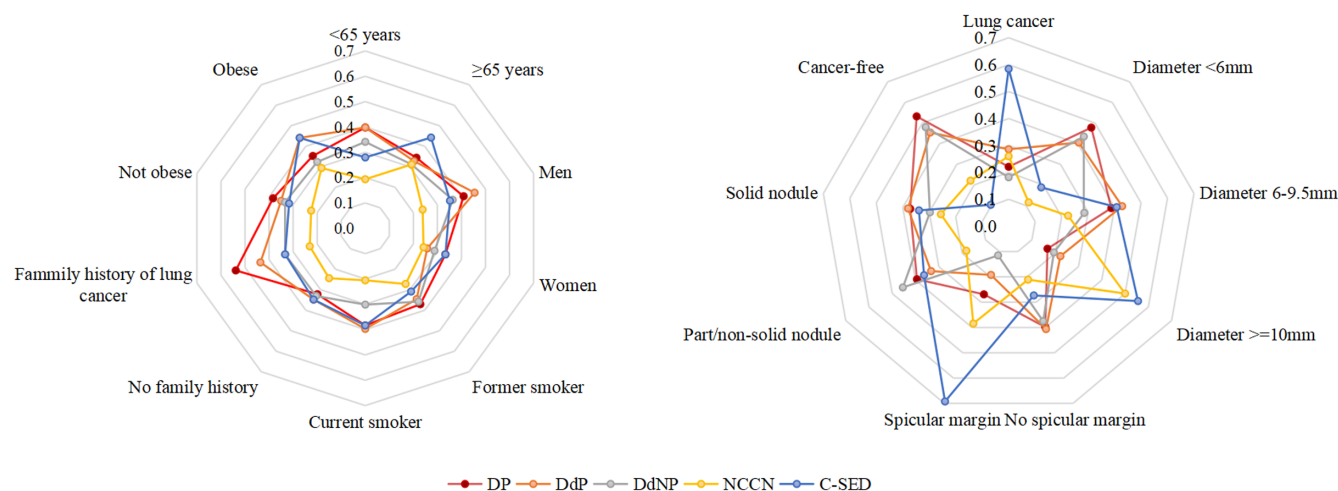 <65 years
0.7
0.6
0.5
0.4
0.3
0.2
0.1
0.0
≥65 years
Men
Women
Former smoker
Current smoker
No family history
Fammily history of lung
cancer
Not obese
Obese
Lung cancer
0.7
0.6
0.5
0.4
0.3
0.2
0.1
0.0
Diameter <6mm
Diameter 6-9.5mm
Diameter >=10mm
No spicular margin
Spicular margin
Part/non-solid nodule
Solid nodule
Cancer-free
DP DdP DdNP NCCN C-SED